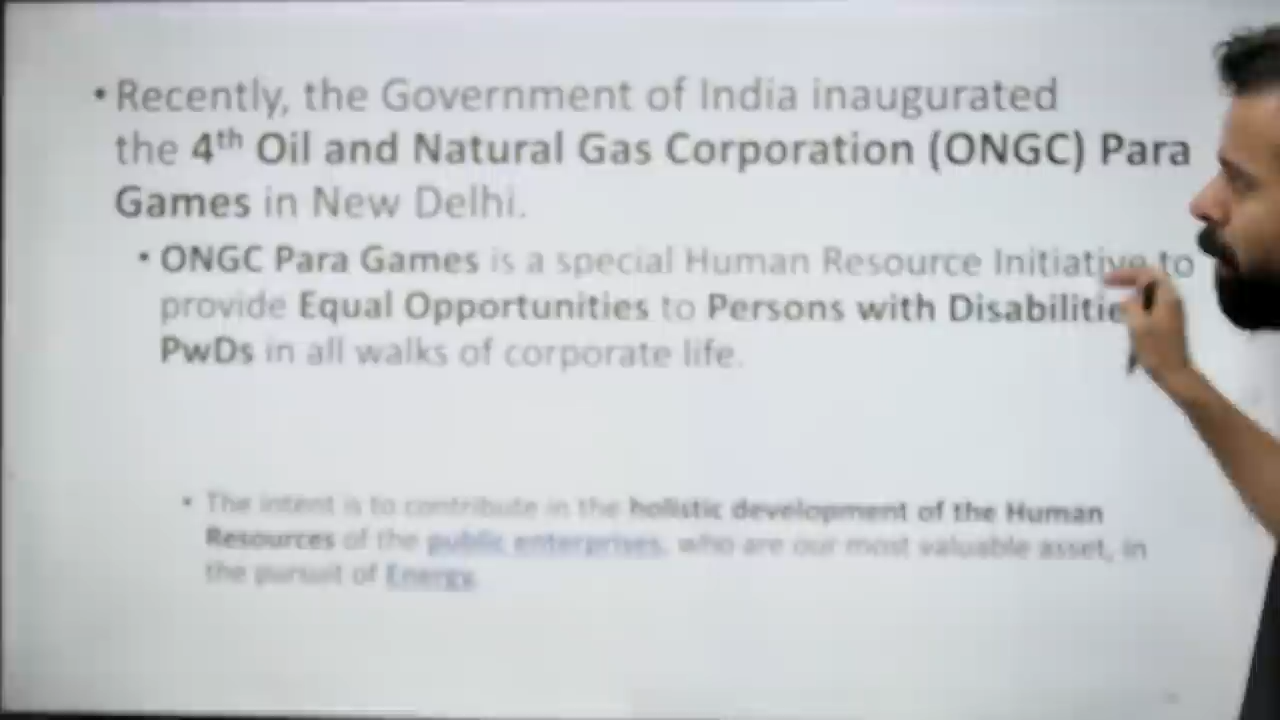 • Recently, the Government of India inaugurated
the 4th Oil and Natural Gas Corporation (ONGC) Para
Games in New Delhi.
• ONGC Para Games is a special Human Resource Initiative to
provide Equal Opportunities to Persons with Disabilitie
PwDs in all walks of corporate life.
• The intent is to contribute in the holistic development of the Human
Resources of the public enterprises, who are our most valuable asset, in
the pursuit of Energy.